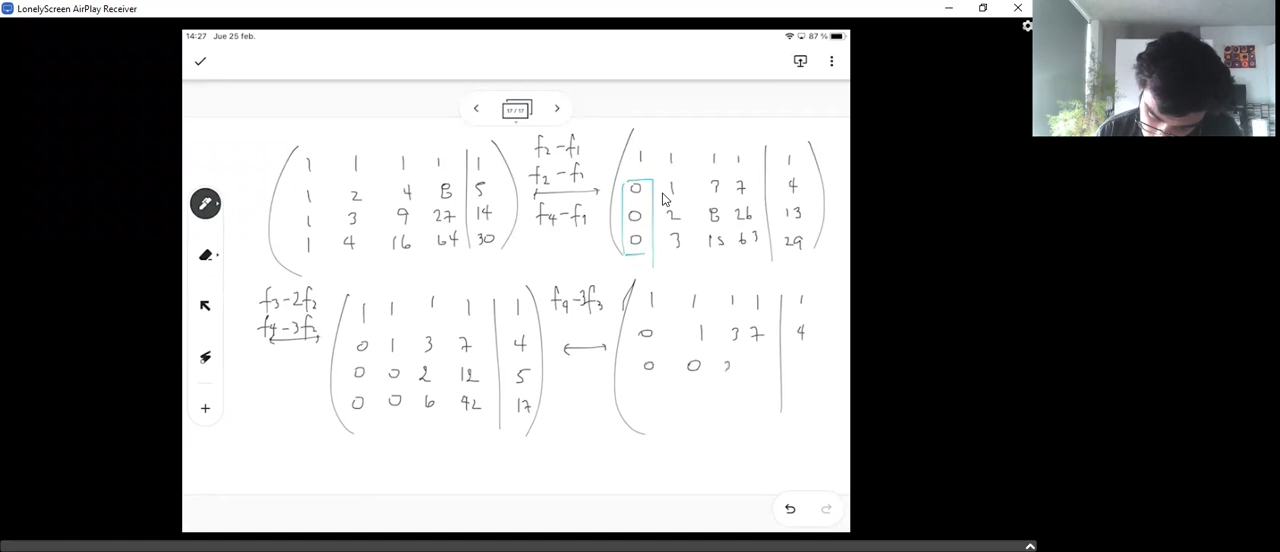 LonelyScreen AirPlay Receiver
14:27 Jue 25 feb.
87 %
17 / 17
1 1 1 1 | 1
1 2 4 8 | 5
1 3 9 27 | 14
1 4 16 64 | 30
f2 - f1
f2 - f1
f4 - f1
1 1 1 1 | 1
0 1 3 7 | 4
0 2 8 26 | 13
0 3 15 63 | 29
f3 - 2f2
f4 - 3f2
1 1 1 1 | 1
0 1 3 7 | 4
0 0 2 12 | 5
0 0 6 42 | 17
f4 - 3f3
1 1 1 1 | 1
0 1 3 7 | 4
0 0